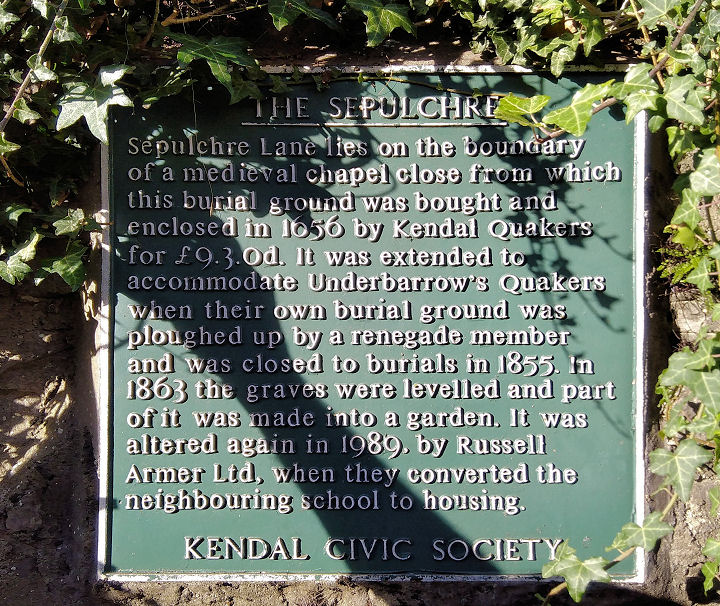 THE SEPULCHRE
Sepulchre Lane lies on the boundary
of a medieval chapel close from which
this burial ground was bought and
enclosed in 1656 by Kendal Quakers
for £9.3.0d. It was extended to
accommodate Underbarrow's Quakers
when their own burial ground was
ploughed up by a renegade member
and was closed to burials in 1855. In
1863 the graves were levelled and part
of it was made into a garden. It was
altered again in 1989, by Russell
Armer Ltd, when they converted the
neighbouring school to housing.
KENDAL CIVIC SOCIETY